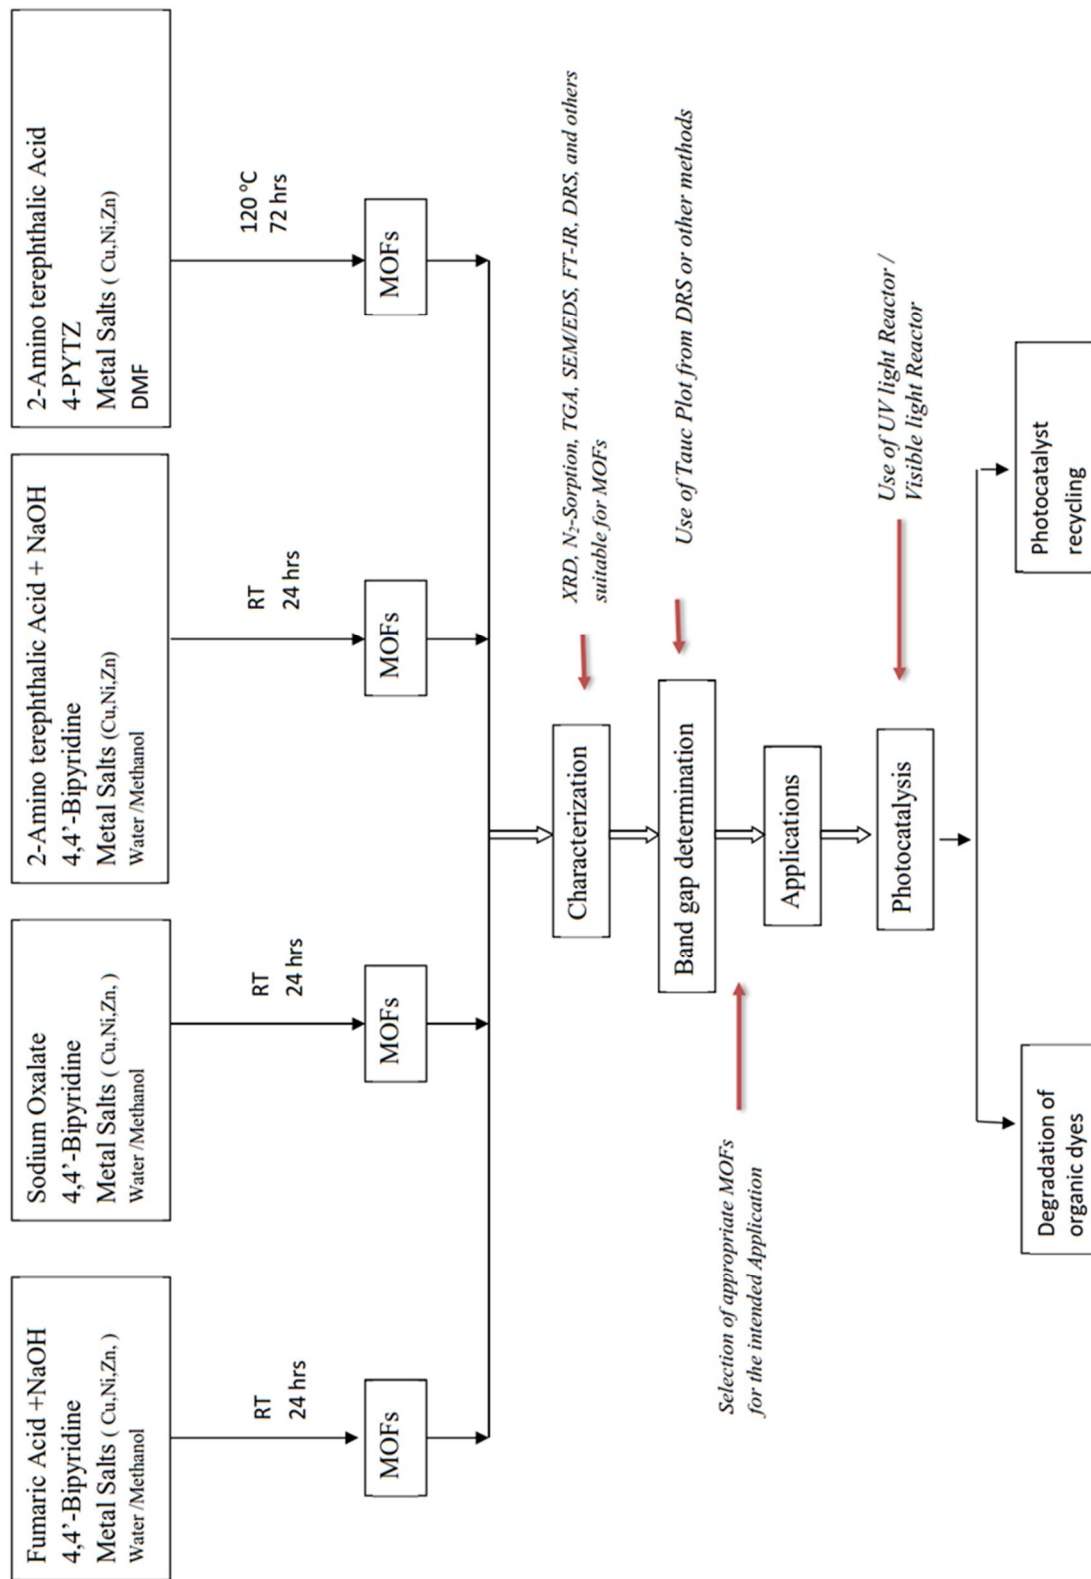 Fumaric Acid +NaOH
4,4’-Bipyridine
Metal Salts ( Cu,Ni,Zn, )
Water /Methanol
Sodium Oxalate
4,4’-Bipyridine
Metal Salts ( Cu,Ni,Zn, )
Water /Methanol
2-Amino terephthalic Acid + NaOH
4,4’-Bipyridine
Metal Salts (Cu,Ni,Zn)
Water /Methanol
2-Amino terephthalic Acid
4-PYTZ
Metal Salts ( Cu,Ni,Zn)
DMF
RT
24 hrs
RT
24 hrs
RT
24 hrs
120 °C
72 hrs
MOFs
MOFs
MOFs
MOFs
Characterization
XRD, N₂-Sorption, TGA, SEM/EDS, FT-IR, DRS, and others
suitable for MOFs
Band gap determination
Use of Tauc Plot from DRS or other methods
Selection of appropriate MOFs
for the intended Application
Applications
Photocatalysis
Use of UV light Reactor /
Visible light Reactor
Degradation of
organic dyes
Photocatalyst
recycling